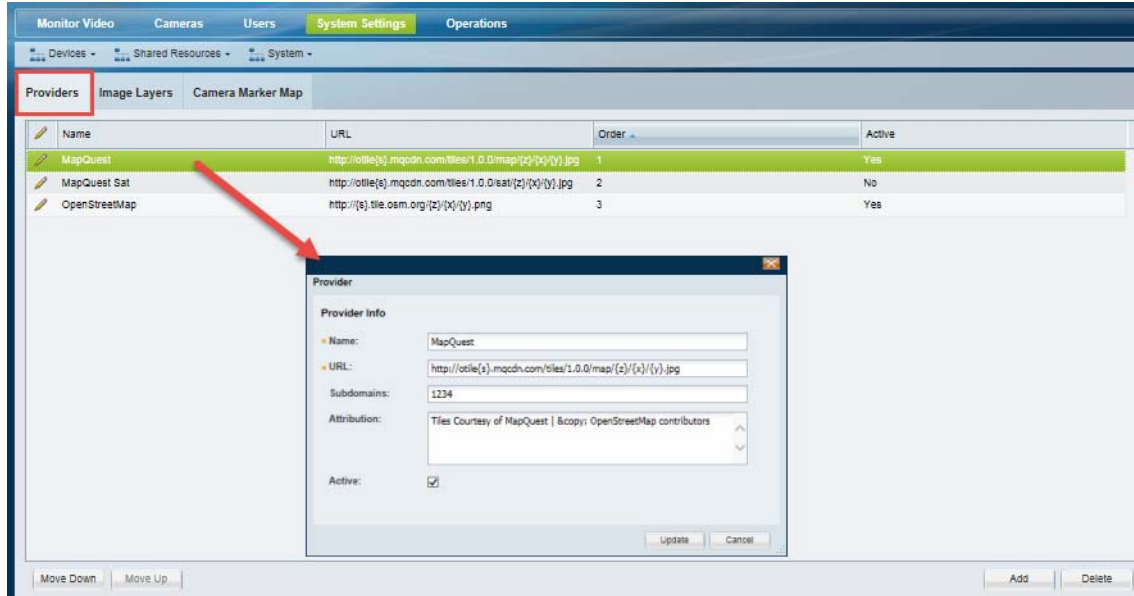 Monitor Video Cameras Users System Settings Operations
Devices Shared Resources System
Providers Image Layers Camera Marker Map
Name URL Order Active
MapQuest http://otile{s}.mqcdn.com/tiles/1.0.0/map/{z}/{x}/{y}.jpg 1 Yes
MapQuest Sat http://otile{s}.mqcdn.com/tiles/1.0.0/sat/{z}/{x}/{y}.jpg 2 No
OpenStreetMap http://{s}.tile.osm.org/{z}/{x}/{y}.png 3 Yes
Provider
Provider Info
Name: MapQuest
URL: http://otile{s}.mqcdn.com/tiles/1.0.0/map/{z}/{x}/{y}.jpg
Subdomains: 1234
Attribution: Tiles Courtesy of MapQuest | &copy; OpenStreetMap contributors
Active:
Update Cancel
Move Down Move Up Add Delete